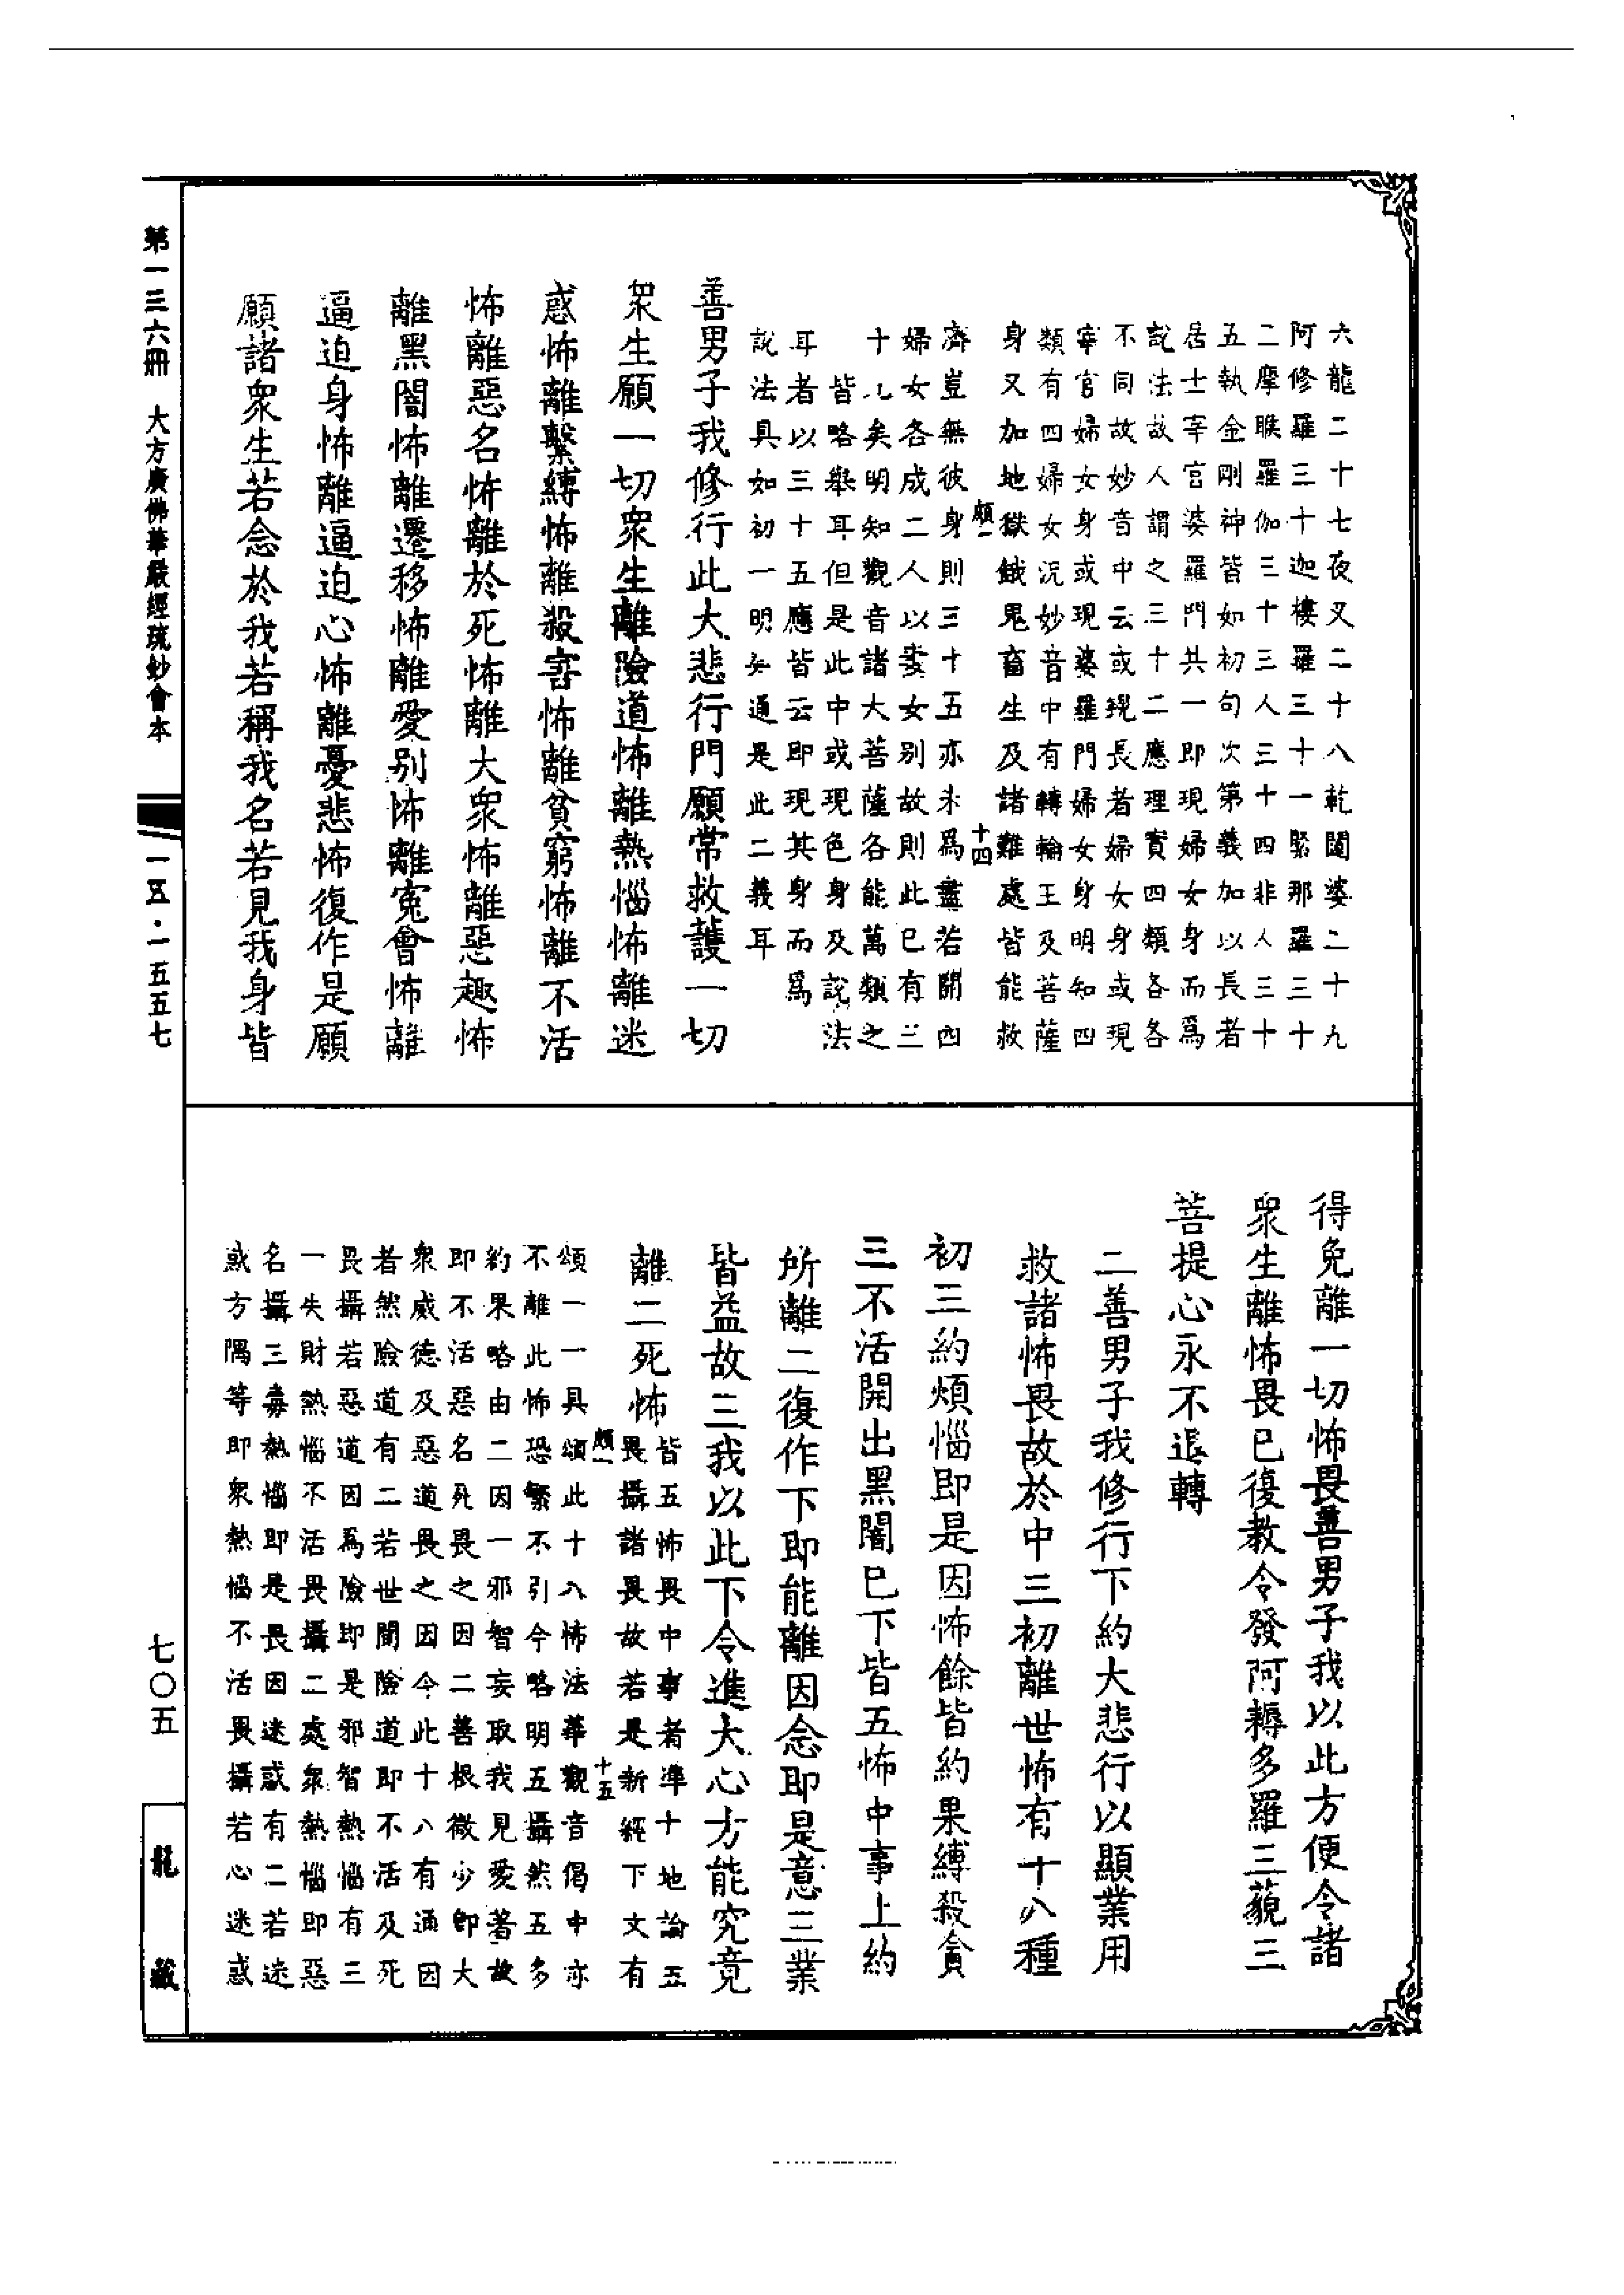 六龍二十七夜叉二十八乾闥婆二十九
阿修羅三十迦樓羅三十一緊那羅三十
二摩睺羅伽三十三人三十四非人三十
五執金剛神皆如初句次第義加以長者
居士宰官婆羅門共一即現婦女身而爲
說法故人謂之三十二應理實四類各各
不同故妙音中云或現長者婦女身或現
宰官婦女身或現婆羅門婦女身明知四
類有四婦女況妙音中有轉輪王及菩薩
身又加地獄餓鬼畜生及諸難處皆能救
頗一
十四
濟豈無彼身則三十五亦未爲盡若開四
婦女各成二人以妻女別故則此已有三
十九矣明知觀音諸大菩薩各能萬類之
皆略舉耳但是此中或現色身及說法
耳者以三十五應皆云即現其身而爲
說法具如初一明矣通是此二義耳
善男子我修行此大悲行門願常救護一切
衆生願一切衆生離險道怖離熱惱怖離迷
惑怖離繫縛怖離殺害怖離貧窮怖離不活
怖離惡名怖離於死怖離大衆怖離惡趣怖
離黑闇怖離遷移怖離愛別怖離寃會怖離
逼迫身怖離逼迫心怖離憂悲怖復作是願
願諸衆生若念於我若稱我名若見我身皆
得免離一切怖畏善男子我以此方便令諸
衆生離怖畏已復教令發阿耨多羅三藐三
菩提心永不退轉
二善男子我修行下約大悲行以顯業用
救諸怖畏故於中三初離世怖有十八種
初三約煩惱即是因怖餘皆約果縛殺貪
三不活開出黑闇已下皆五怖中事上約
所離二復作下即能離因念即是意三業
皆益故三我以此下令進大心方能究竟
離二死怖皆五怖畏中事者準十地論五
畏攝諸畏故若是新經下文有
頗一
十五
頌一一具頌此十八怖法華觀音偈中亦
不離此怖恐繁不引今略明五攝然五多
約果略由二因一邪智妄取我見愛著故
即不活惡名死畏之因二善根微少即大
衆威德及惡道畏之因今此十八有通因
者然險道有二若世間險道即不活及死
畏攝若惡道因爲險即是邪智熱惱有三
一失財熱惱不活畏攝二處衆熱惱即惡
名攝三毒熱惱即是畏因迷惑有二若迷
惑方隅等即衆熱惱不活畏攝若心迷惑
第一三六冊 大方廣佛華嚴經疏鈔會本
一五·一五五七
七〇五
龍藏